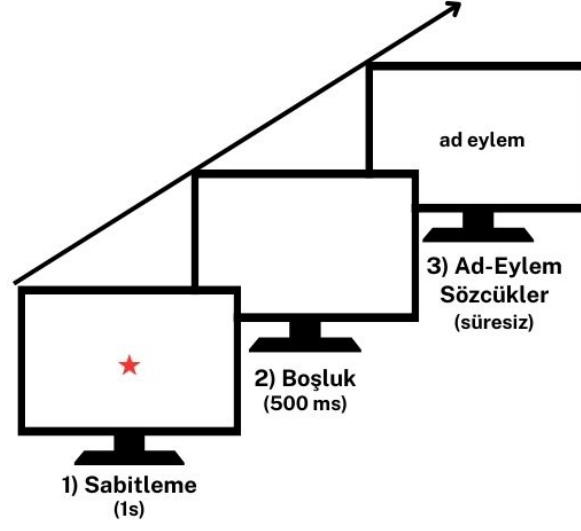 ad eylem
3) Ad-Eylem
Sözcükler
(süresiz)
2) Boşluk
(500 ms)
1) Sabitleme
(1s)